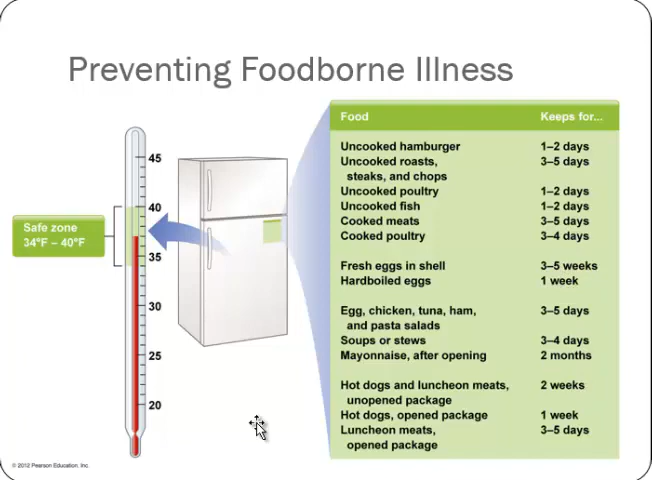 Preventing Foodborne Illness
Food Keeps for...
Uncooked hamburger 1–2 days
Uncooked roasts, 3–5 days
steaks, and chops
Uncooked poultry 1–2 days
Uncooked fish 1–2 days
Cooked meats 3–5 days
Cooked poultry 3–4 days
Fresh eggs in shell 3–5 weeks
Hardboiled eggs 1 week
Egg, chicken, tuna, ham, 3–5 days
and pasta salads
Soups or stews 3–4 days
Mayonnaise, after opening 2 months
Hot dogs and luncheon meats, 2 weeks
unopened package
Hot dogs, opened package 1 week
Luncheon meats, 3–5 days
opened package
Safe zone
34°F – 40°F
45
40
35
30
25
20
© 2012 Pearson Education, Inc.